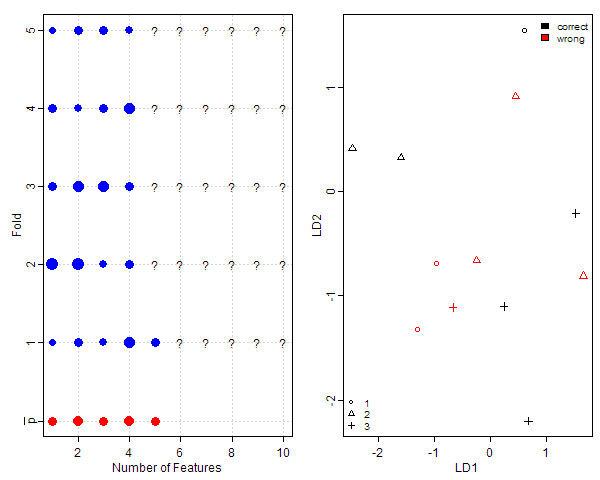 5 ? ? ? ? ? ?
4 ? ? ? ? ? ?
3 ? ? ? ? ? ?
2 ? ? ? ? ? ?
1 ? ? ? ? ?
p̅
Fold
2 4 6 8 10
Number of Features
correct
wrong
1
0
-1
-2
LD2
1
2
3
-2 -1 0 1
LD1